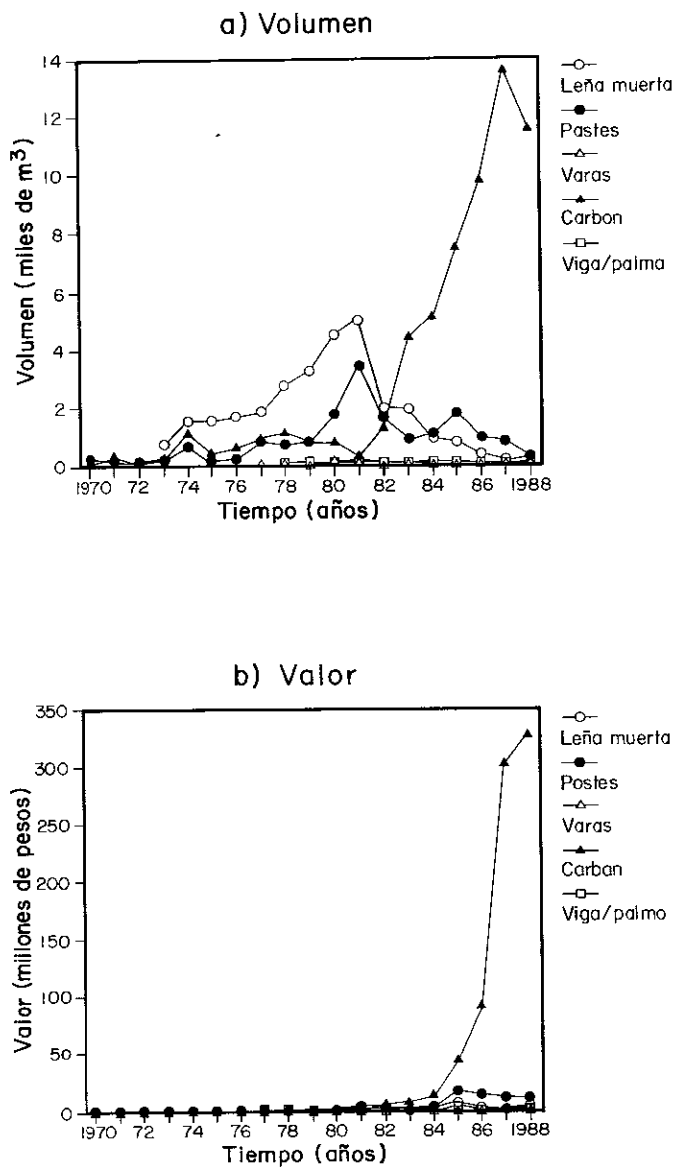 a) Volumen
Volumen (miles de m³)
14
12
10
8
6
4
2
0
1970 72 74 76 78 80 82 84 86 1988
Tiempo (años)
Leña muerta
Pastes
Varas
Carbon
Viga/palma
b) Valor
Valor (millones de pesos)
350
300
250
200
150
100
50
0
1970 72 74 76 78 80 82 84 86 1988
Tiempo (años)
Leña muerta
Postes
Varas
Carban
Viga/palmo